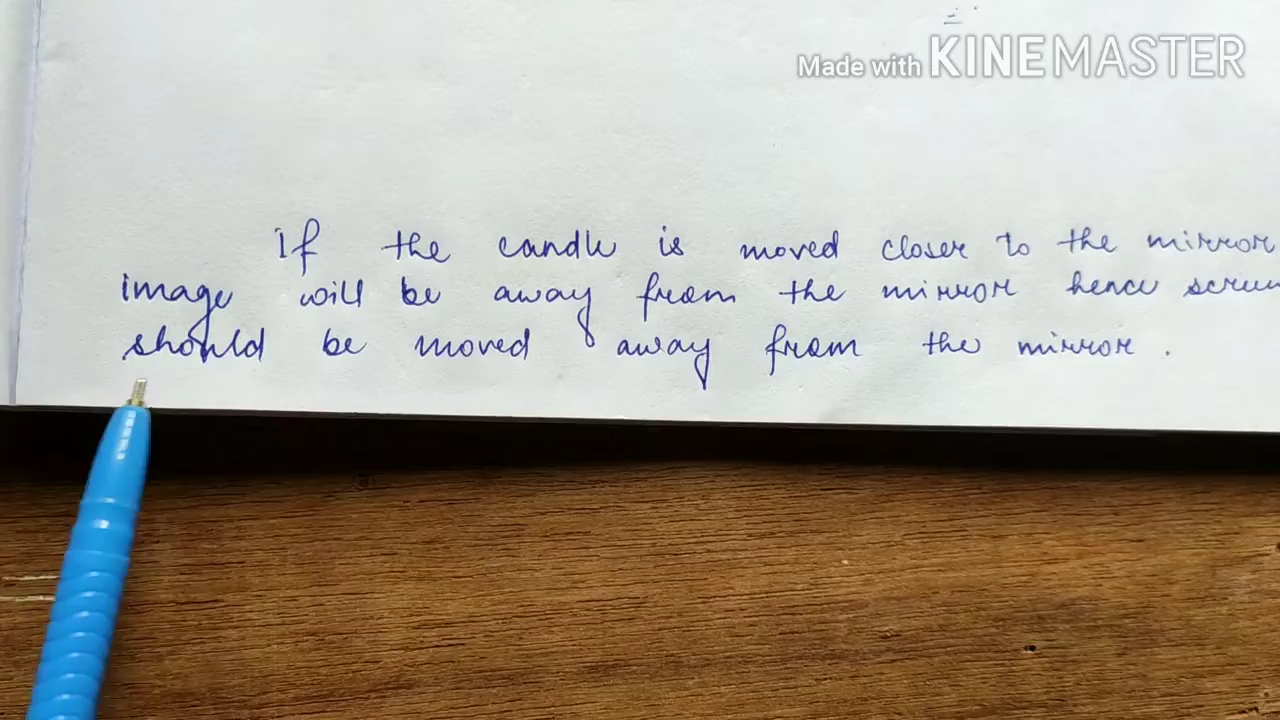 Made with KINEMASTER
If the candle is moved closer to the mirror
image will be away from the mirror hence screen
should be moved away from the mirror.